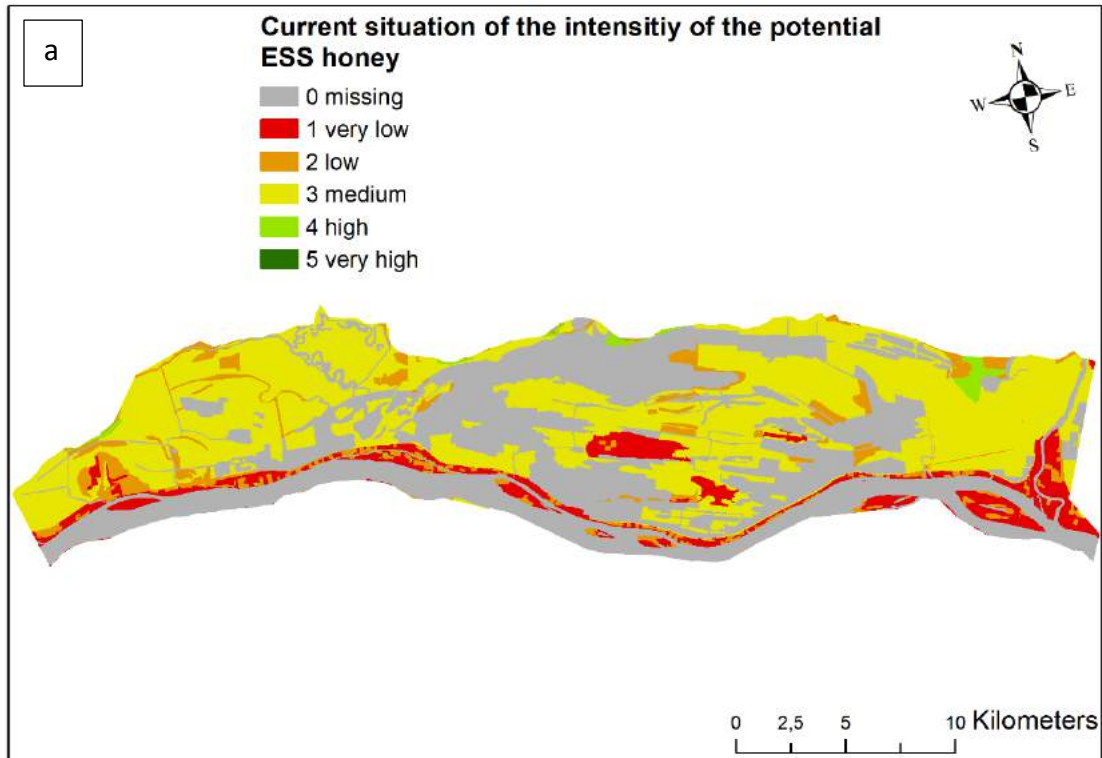 a
Current situation of the intensitiy of the potential
ESS honey
0 missing
1 very low
2 low
3 medium
4 high
5 very high
N
W E
S
0 2,5 5 10 Kilometers